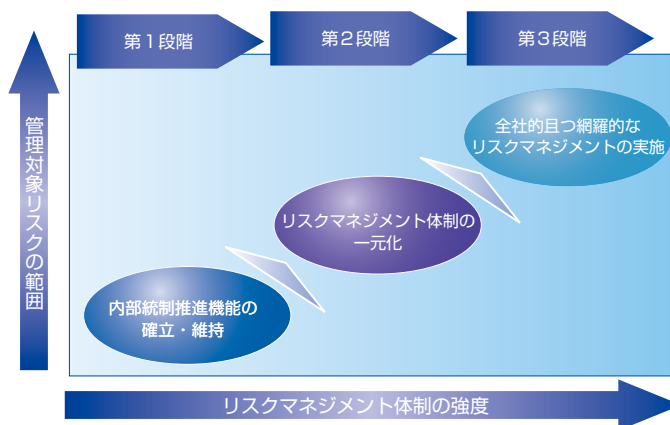 第1段階
第2段階
第3段階
管理対象リスクの範囲
全社的且つ網羅的な
リスクマネジメントの実施
リスクマネジメント体制の
一元化
内部統制推進機能の
確立・維持
リスクマネジメント体制の強度